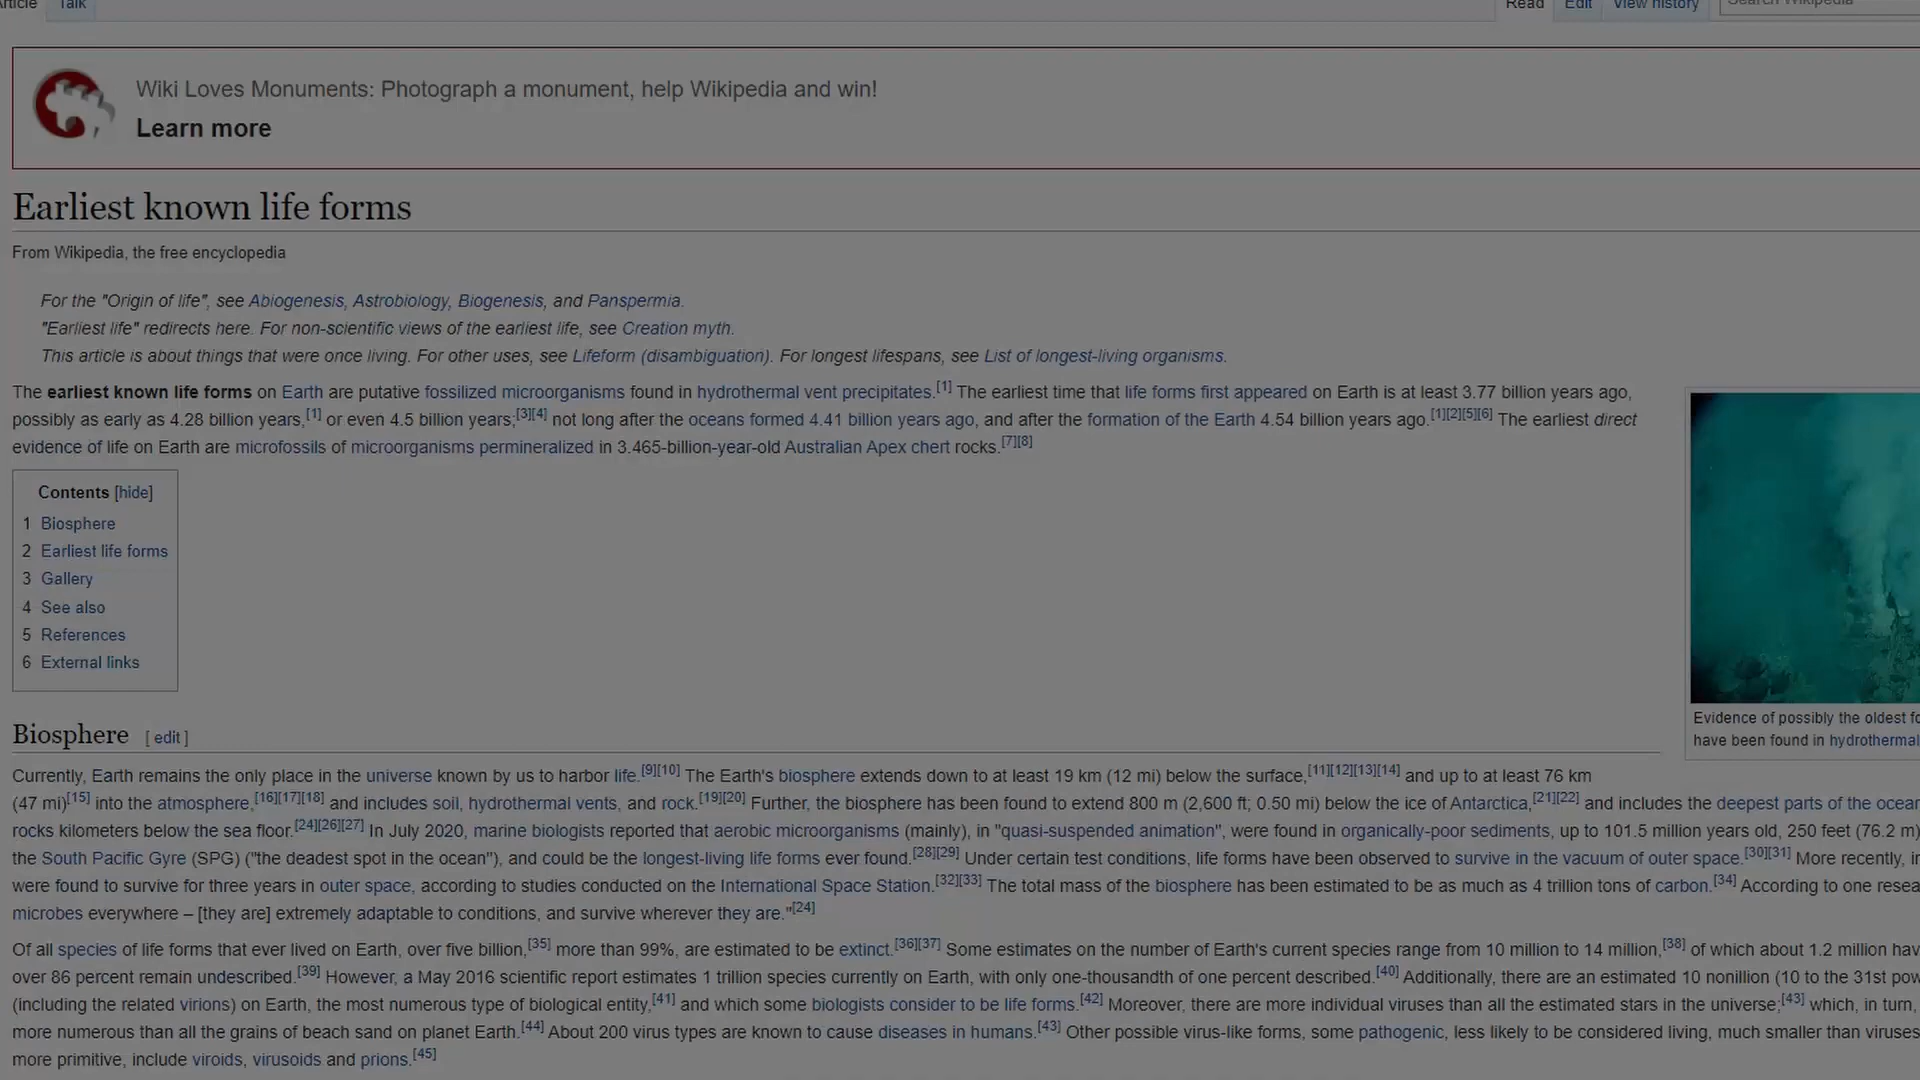 Article Talk Read Edit View history Search Wikipedia
Wiki Loves Monuments: Photograph a monument, help Wikipedia and win!
Learn more
Earliest known life forms
From Wikipedia, the free encyclopedia
For the "Origin of life", see Abiogenesis, Astrobiology, Biogenesis, and Panspermia.
"Earliest life" redirects here. For non-scientific views of the earliest life, see Creation myth.
This article is about things that were once living. For other uses, see Lifeform (disambiguation). For longest lifespans, see List of longest-living organisms.
The earliest known life forms on Earth are putative fossilized microorganisms found in hydrothermal vent precipitates.[1] The earliest time that life forms first appeared on Earth is at least 3.77 billion years ago,
possibly as early as 4.28 billion years,[1] or even 4.5 billion years;[3][4] not long after the oceans formed 4.41 billion years ago, and after the formation of the Earth 4.54 billion years ago.[1][2][5][6] The earliest direct
evidence of life on Earth are microfossils of microorganisms permineralized in 3.465-billion-year-old Australian Apex chert rocks.[7][8]
Contents [hide]
1 Biosphere
2 Earliest life forms
3 Gallery
4 See also
5 References
6 External links
Evidence of possibly the oldest fo
have been found in hydrothermal
Biosphere [ edit ]
Currently, Earth remains the only place in the universe known by us to harbor life.[9][10] The Earth's biosphere extends down to at least 19 km (12 mi) below the surface,[11][12][13][14] and up to at least 76 km
(47 mi)[15] into the atmosphere,[16][17][18] and includes soil, hydrothermal vents, and rock.[19][20] Further, the biosphere has been found to extend 800 m (2,600 ft; 0.50 mi) below the ice of Antarctica,[21][22] and includes the deepest parts of the ocean
rocks kilometers below the sea floor.[24][26][27] In July 2020, marine biologists reported that aerobic microorganisms (mainly), in "quasi-suspended animation", were found in organically-poor sediments, up to 101.5 million years old, 250 feet (76.2 m)
the South Pacific Gyre (SPG) ("the deadest spot in the ocean"), and could be the longest-living life forms ever found.[28][29] Under certain test conditions, life forms have been observed to survive in the vacuum of outer space.[30][31] More recently, in
were found to survive for three years in outer space, according to studies conducted on the International Space Station.[32][33] The total mass of the biosphere has been estimated to be as much as 4 trillion tons of carbon.[34] According to one resea
microbes everywhere – [they are] extremely adaptable to conditions, and survive wherever they are."[24]
Of all species of life forms that ever lived on Earth, over five billion,[35] more than 99%, are estimated to be extinct.[36][37] Some estimates on the number of Earth's current species range from 10 million to 14 million,[38] of which about 1.2 million hav
over 86 percent remain undescribed.[39] However, a May 2016 scientific report estimates 1 trillion species currently on Earth, with only one-thousandth of one percent described.[40] Additionally, there are an estimated 10 nonillion (10 to the 31st pow
(including the related virions) on Earth, the most numerous type of biological entity,[41] and which some biologists consider to be life forms.[42] Moreover, there are more individual viruses than all the estimated stars in the universe;[43] which, in turn,
more numerous than all the grains of beach sand on planet Earth.[44] About 200 virus types are known to cause diseases in humans.[43] Other possible virus-like forms, some pathogenic, less likely to be considered living, much smaller than viruses
more primitive, include viroids, virusoids and prions.[45]